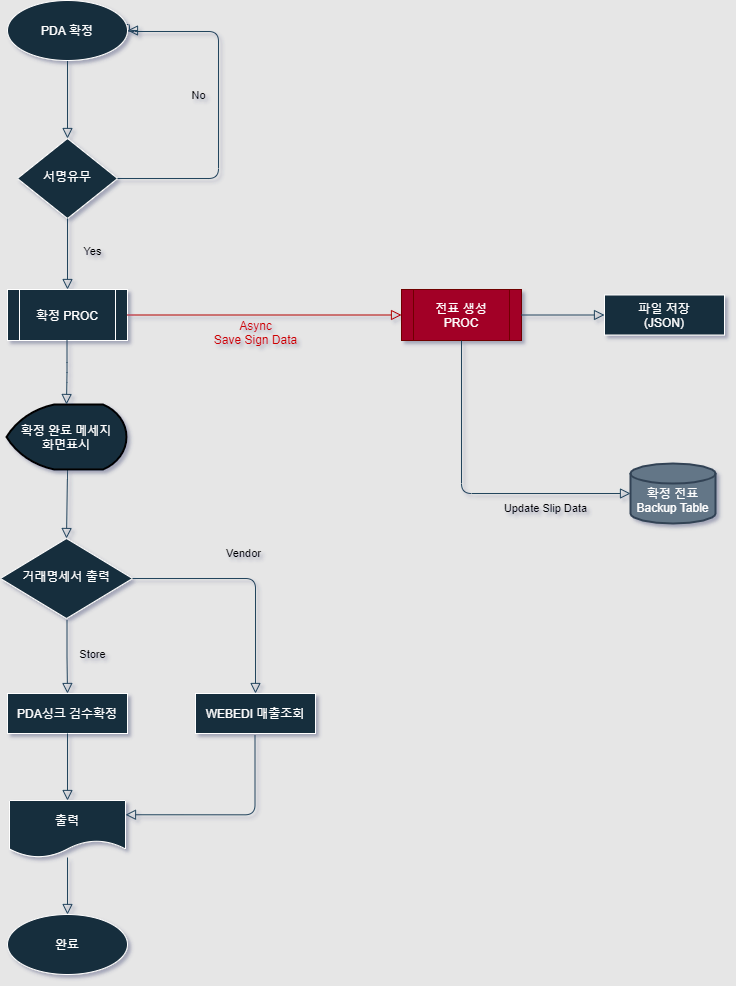 PDA 확정
No
서명유무
Yes
확정 PROC
Async
Save Sign Data
전표 생성
PROC
파일 저장
(JSON)
확정 완료 메세지
화면표시
확정 전표
Backup Table
Update Slip Data
Vendor
거래명세서 출력
Store
PDA싱크 검수확정
WEBEDI 매출조회
출력
완료